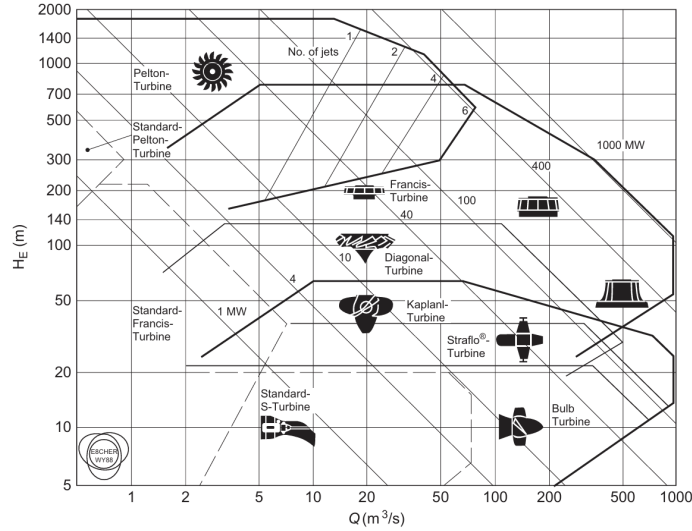 2000
1400
1000
700
500
300
200
140
100
50
20
10
5
H_E (m)
1
2
5
10
20
50
100
200
500
1000
Q (m³/s)
No. of jets
1
2
4
6
Pelton-
Turbine
Standard-
Pelton-
Turbine
1000 MW
400
100
40
10
4
1 MW
Francis-
Turbine
Diagonal-
Turbine
Kaplanl-
Turbine
Standard-
Francis-
Turbine
Straflo®-
Turbine
Standard-
S-Turbine
Bulb
Turbine
E8CHER
WY88